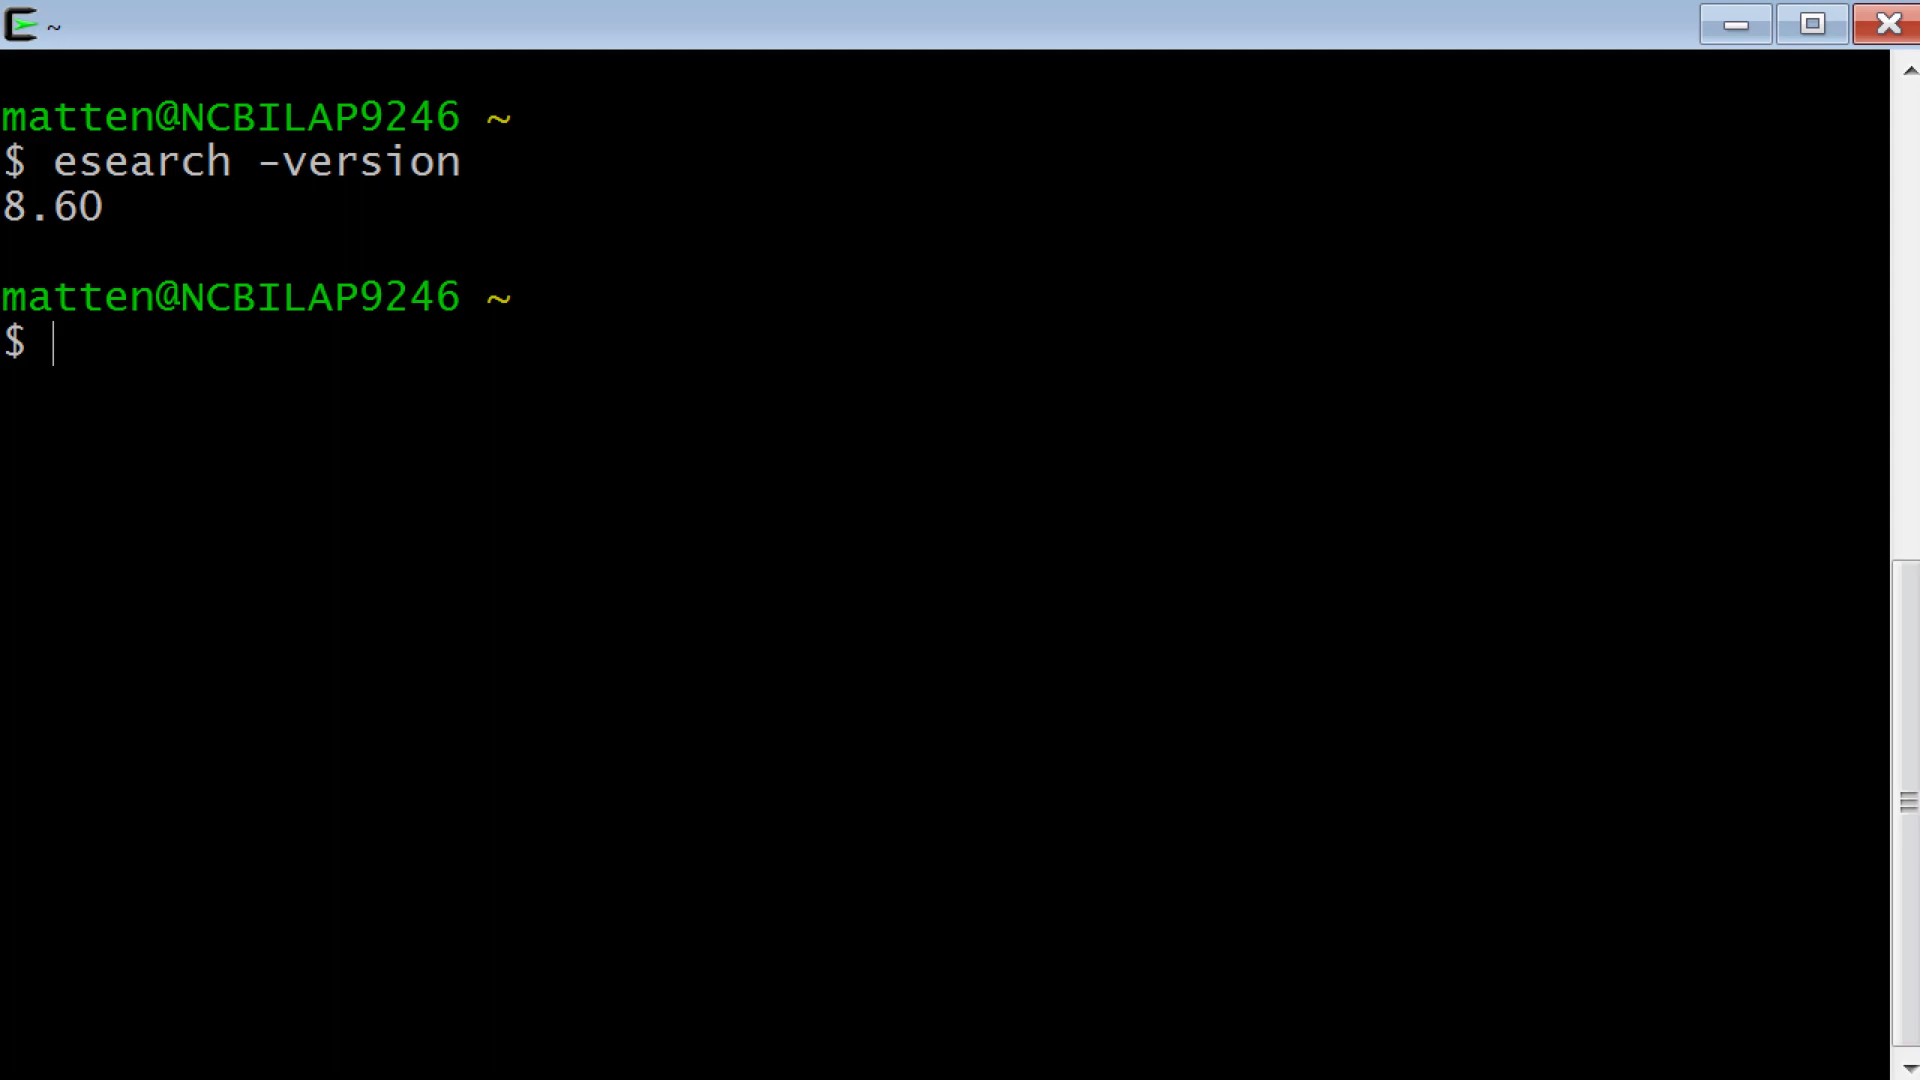 ~
matten@NCBILAP9246 ~
$ esearch -version
8.60
matten@NCBILAP9246 ~
$